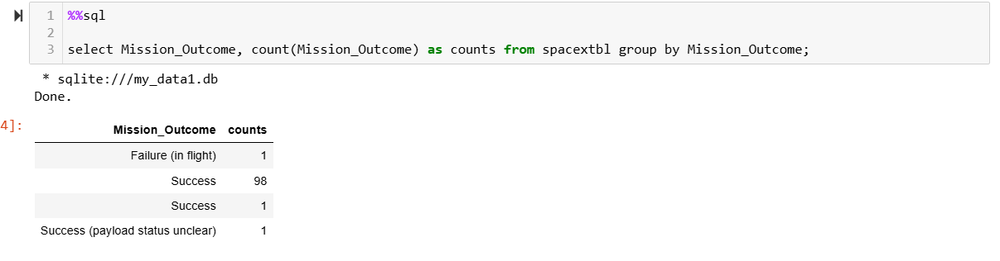 1 %%sql
2
3 select Mission_Outcome, count(Mission_Outcome) as counts from spacextbl group by Mission_Outcome;
* sqlite:///my_data1.db
Done.
4]:
Mission_Outcome counts
Failure (in flight) 1
Success 98
Success 1
Success (payload status unclear) 1